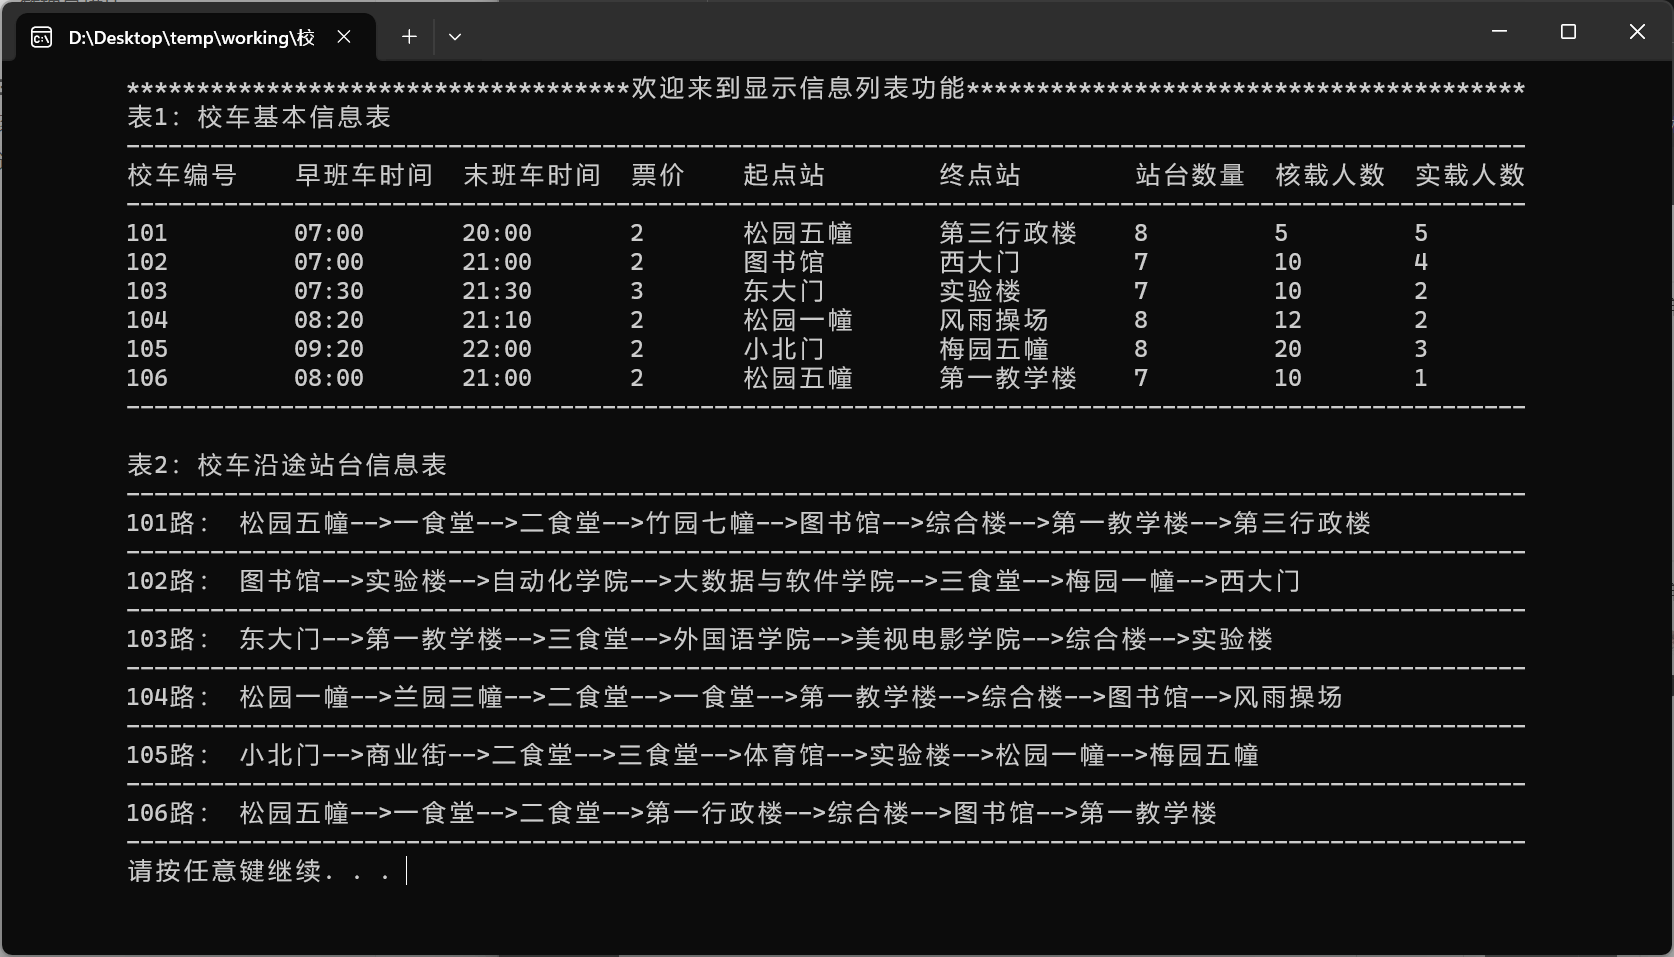 D:\Desktop\temp\working\校
************************************欢迎来到显示信息列表功能****************************************
表1: 校车基本信息表
----------------------------------------------------------------------------------------------------
校车编号 早班车时间 末班车时间 票价 起点站 终点站 站台数量 核载人数 实载人数
----------------------------------------------------------------------------------------------------
101 07:00 20:00 2 松园五幢 第三行政楼 8 5 5
102 07:00 21:00 2 图书馆 西大门 7 10 4
103 07:30 21:30 3 东大门 实验楼 7 10 2
104 08:20 21:10 2 松园一幢 风雨操场 8 12 2
105 09:20 22:00 2 小北门 梅园五幢 8 20 3
106 08:00 21:00 2 松园五幢 第一教学楼 7 10 1
----------------------------------------------------------------------------------------------------
表2: 校车沿途站台信息表
----------------------------------------------------------------------------------------------------
101路: 松园五幢-->一食堂-->二食堂-->竹园七幢-->图书馆-->综合楼-->第一教学楼-->第三行政楼
----------------------------------------------------------------------------------------------------
102路: 图书馆-->实验楼-->自动化学院-->大数据与软件学院-->三食堂-->梅园一幢-->西大门
----------------------------------------------------------------------------------------------------
103路: 东大门-->第一教学楼-->三食堂-->外国语学院-->美视电影学院-->综合楼-->实验楼
----------------------------------------------------------------------------------------------------
104路: 松园一幢-->兰园三幢-->二食堂-->一食堂-->第一教学楼-->综合楼-->图书馆-->风雨操场
----------------------------------------------------------------------------------------------------
105路: 小北门-->商业街-->二食堂-->三食堂-->体育馆-->实验楼-->松园一幢-->梅园五幢
----------------------------------------------------------------------------------------------------
106路: 松园五幢-->一食堂-->二食堂-->第一行政楼-->综合楼-->图书馆-->第一教学楼
----------------------------------------------------------------------------------------------------
请按任意键继续. . .